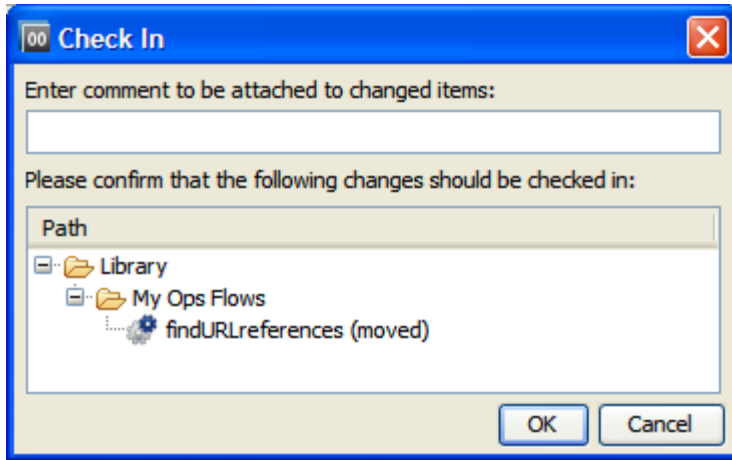 OO Check In
Enter comment to be attached to changed items:
Please confirm that the following changes should be checked in:
Path
Library
My Ops Flows
findURLreferences (moved)
OK Cancel